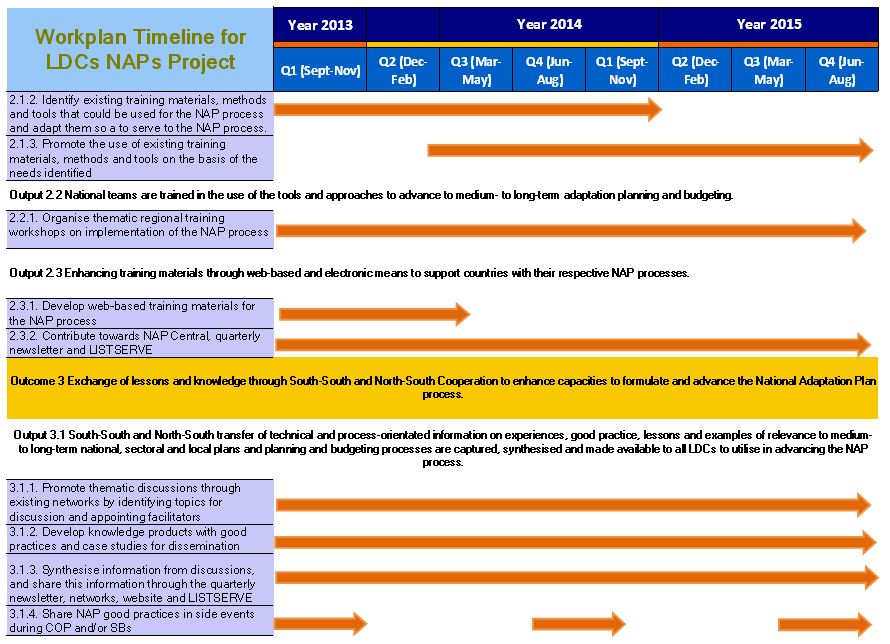 Workplan Timeline for
LDCs NAPs Project
Year 2013
Year 2014
Year 2015
Q1 (Sept-Nov)
Q2 (Dec-
Feb)
Q3 (Mar-
May)
Q4 (Jun-
Aug)
Q1 (Sept-
Nov)
Q2 (Dec-
Feb)
Q3 (Mar-
May)
Q4 (Jun-
Aug)
2.1.2. Identify existing training materials, methods
and tools that could be used for the NAP process
and adapt them so a to serve to the NAP process.
2.1.3. Promote the use of existing training
materials, methods and tools on the basis of the
needs identified
Output 2.2 National teams are trained in the use of the tools and approaches to advance to medium- to long-term adaptation planning and budgeting.
2.2.1. Organise thematic regional training
workshops on implementation of the NAP process
Output 2.3 Enhancing training materials through web-based and electronic means to support countries with their respective NAP processes.
2.3.1. Develop web-based training materials for
the NAP process
2.3.2. Contribute towards NAP Central, quarterly
newsletter and LISTSERVE
Outcome 3 Exchange of lessons and knowledge through South-South and North-South Cooperation to enhance capacities to formulate and advance the National Adaptation Plan
process.
Output 3.1 South-South and North-South transfer of technical and process-orientated information on experiences, good practice, lessons and examples of relevance to medium-
to long-term national, sectoral and local plans and planning and budgeting processes are captured, synthesised and made available to all LDCs to utilise in advancing the NAP
process.
3.1.1. Promote thematic discussions through
existing networks by identifying topics for
discussion and appointing facilitators
3.1.2. Develop knowledge products with good
practices and case studies for dissemination
3.1.3. Synthesise information from discussions,
and share this information through the quarterly
newsletter, networks, website and LISTSERVE
3.1.4. Share NAP good practices in side events
during COP and/or SBs